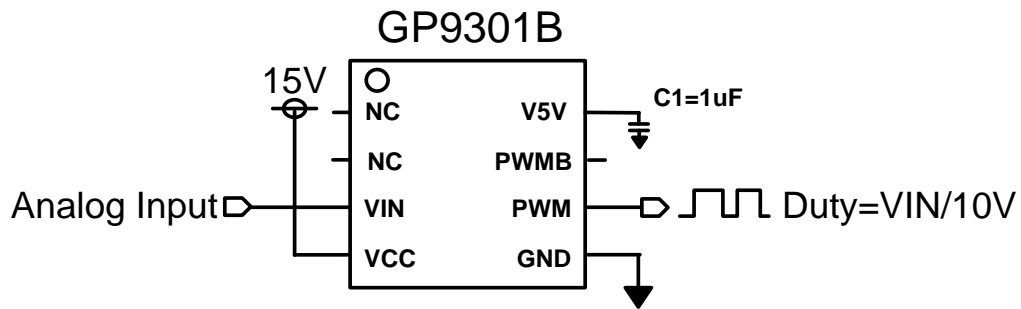 GP9301B
15V
C1=1uF
NC V5V
NC PWMB
Analog Input VIN PWM Duty=VIN/10V
VCC GND